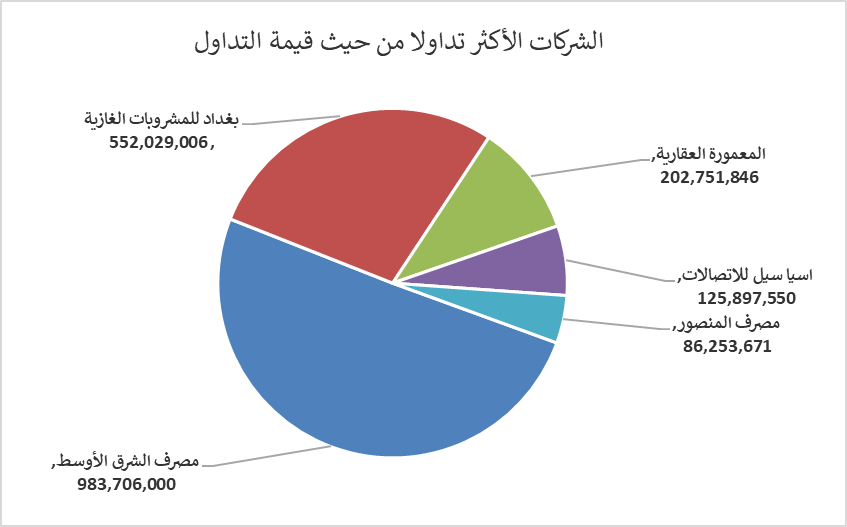 الشركات الأكثر تداولا من حيث قيمة التداول
بغداد للمشروبات الغازية
552,029,006,
المعمورة العقارية,
202,751,846
اسيا سيل للاتصالات,
125,897,550
مصرف المنصور,
86,253,671
مصرف الشرق الأوسط,
983,706,000